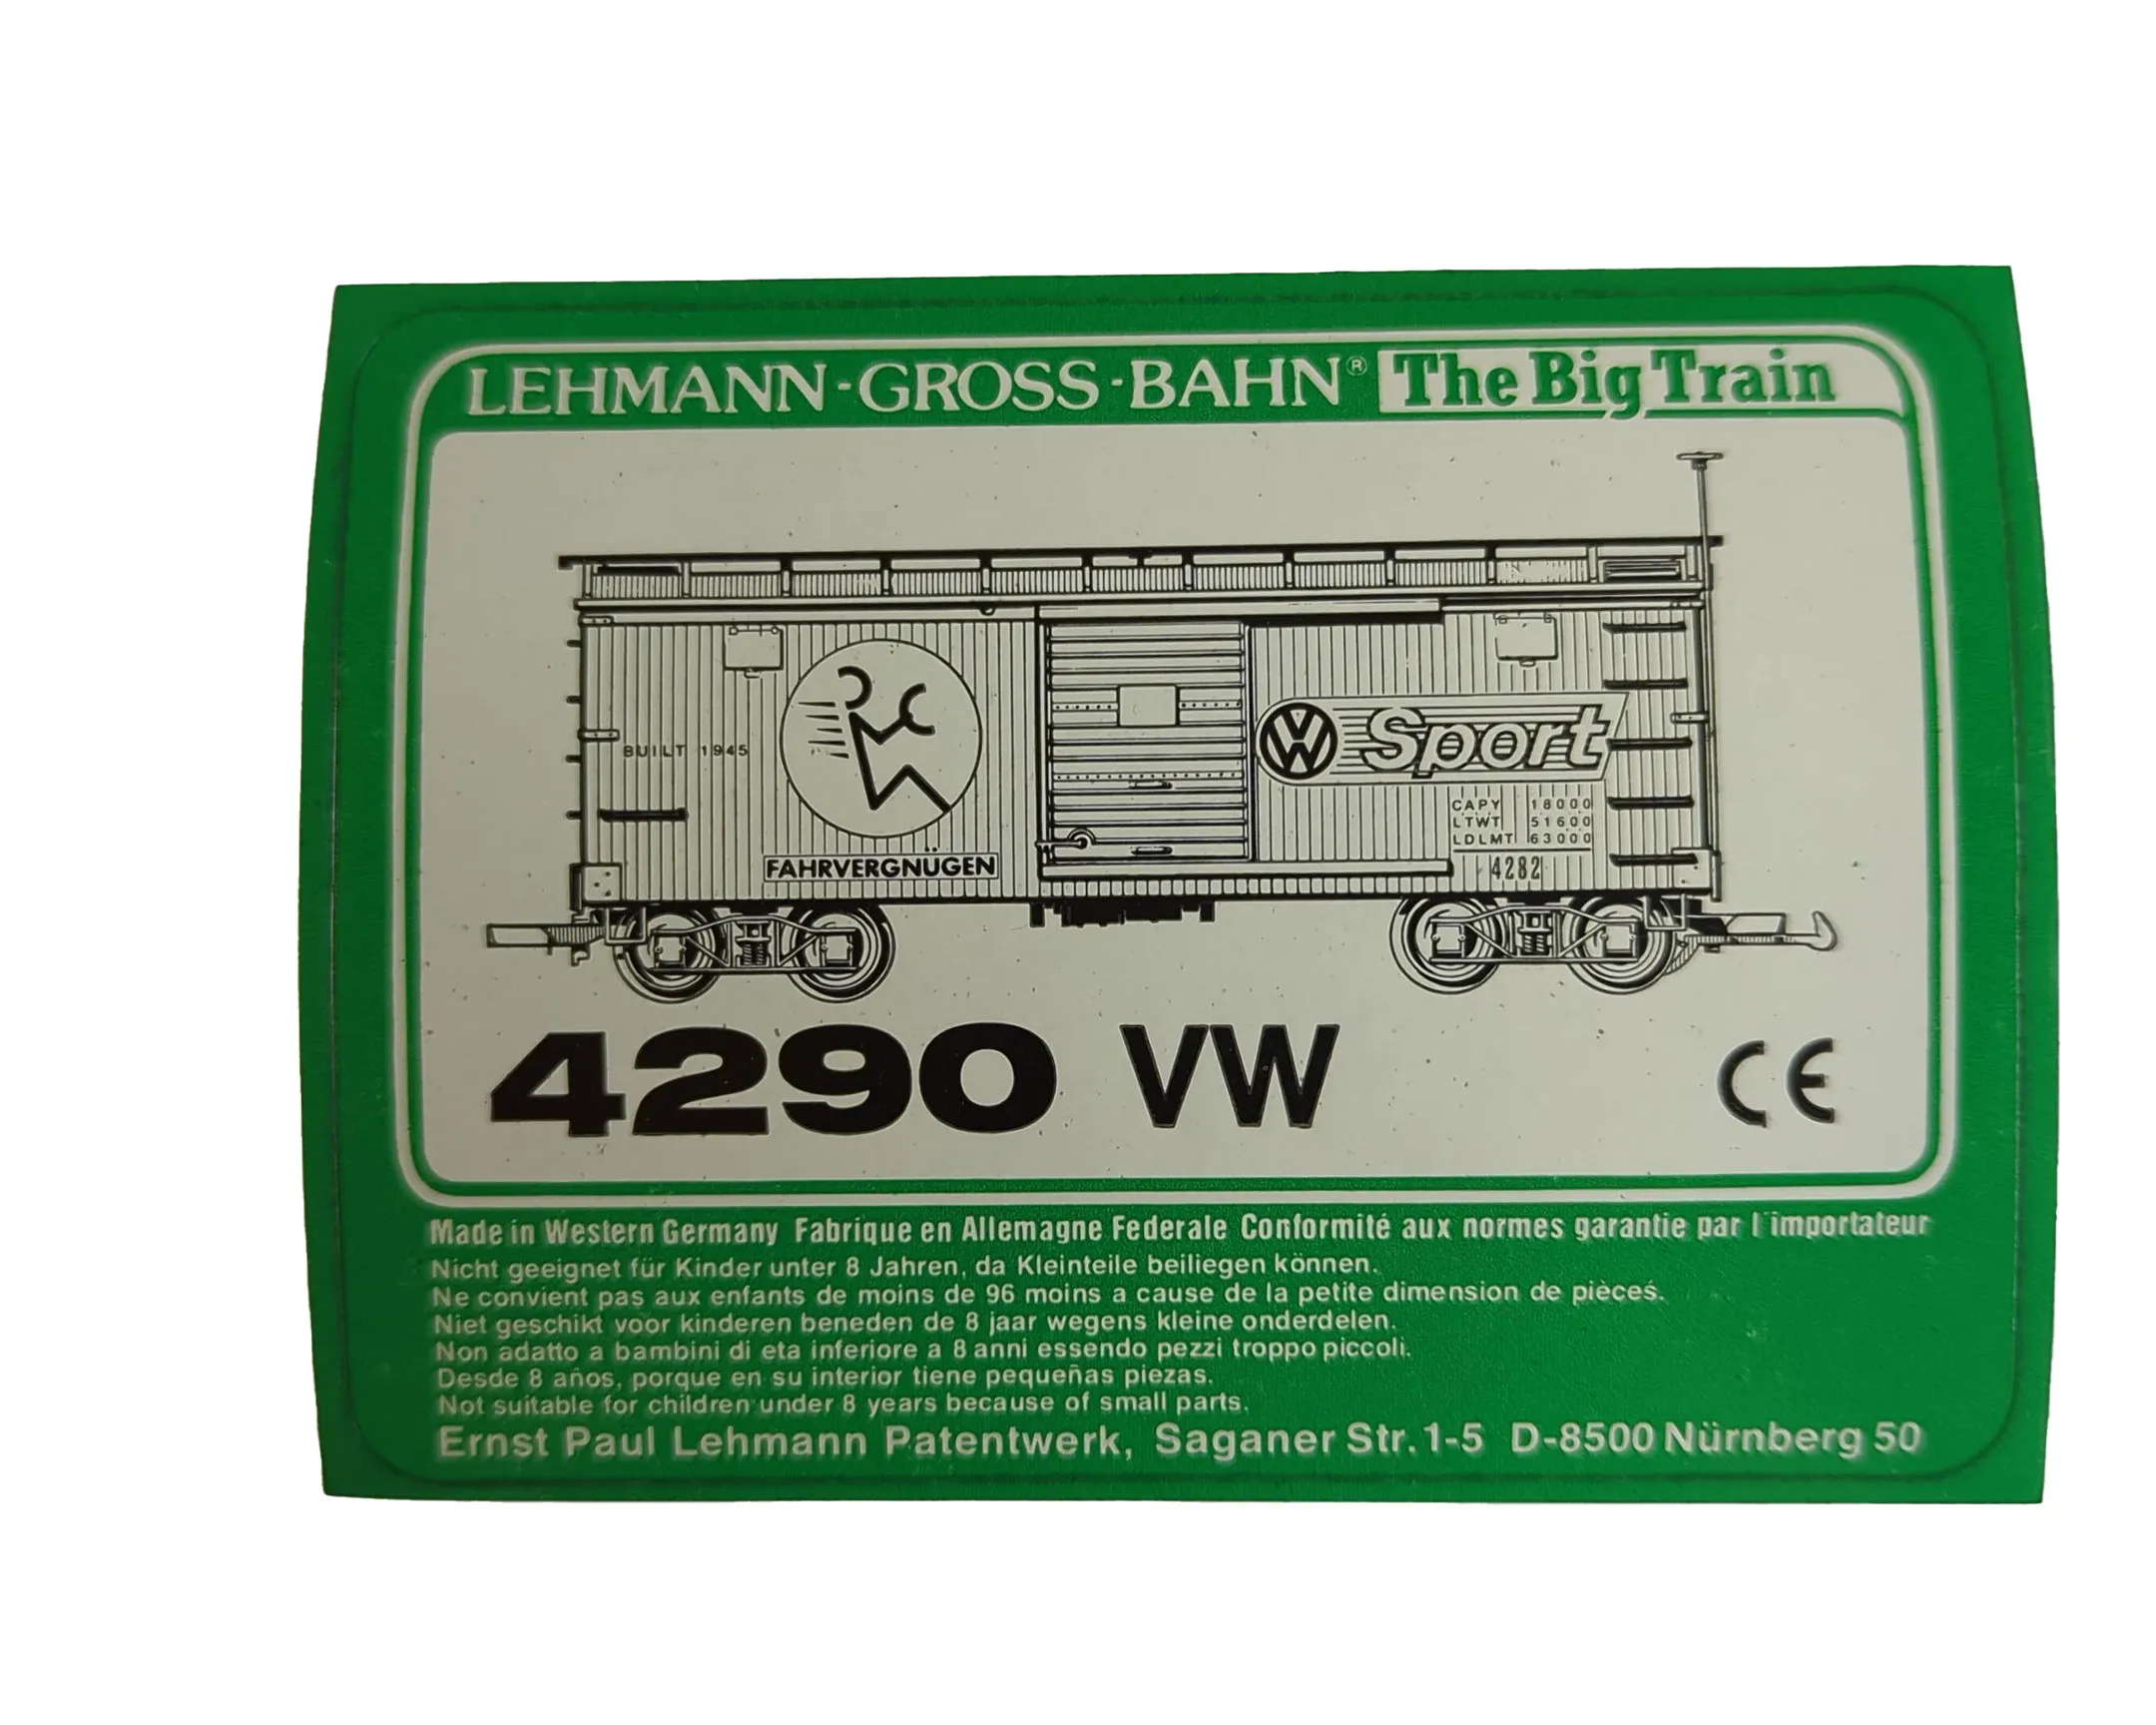 LEHMANN-GROSS-BAHN® The Big Train
BUILT 1945
FAHRVERGNÜGEN
VW Sport
CAPY 18000
LTWT 51600
LDLMT 63000
4282
4290 VW CE
Made in Western Germany Fabrique en Allemagne Federale Conformité aux normes garantie par l'importateur
Nicht geeignet für Kinder unter 8 Jahren, da Kleinteile beiliegen können.
Ne convient pas aux enfants de moins de 96 moins a cause de la petite dimension de pièces.
Niet geschikt voor kinderen beneden de 8 jaar wegens kleine onderdelen.
Non adatto a bambini di eta inferiore a 8 anni essendo pezzi troppo piccoli.
Desde 8 años, porque en su interior tiene pequeñas piezas.
Not suitable for children under 8 years because of small parts.
Ernst Paul Lehmann Patentwerk, Saganer Str. 1-5 D-8500 Nürnberg 50